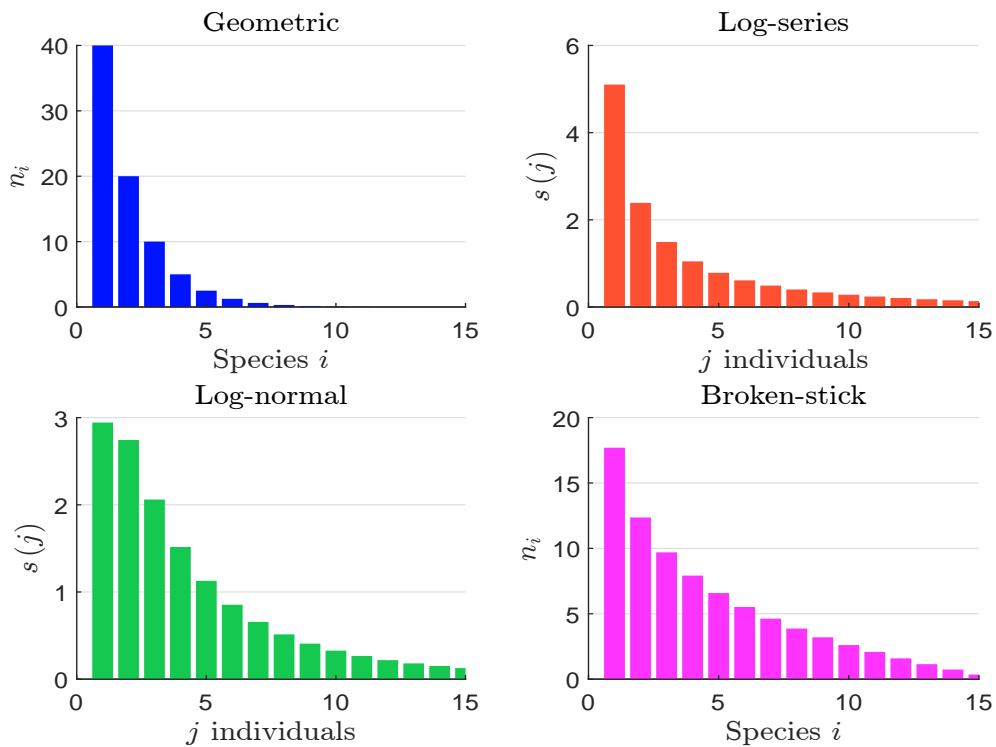 Geometric
40
30
20
10
0
n_i
0 5 10 15
Species i
Log-series
6
4
2
0
s (j)
0 5 10 15
j individuals
Log-normal
3
2
1
0
s (j)
0 5 10 15
j individuals
Broken-stick
20
15
10
5
0
n_i
0 5 10 15
Species i